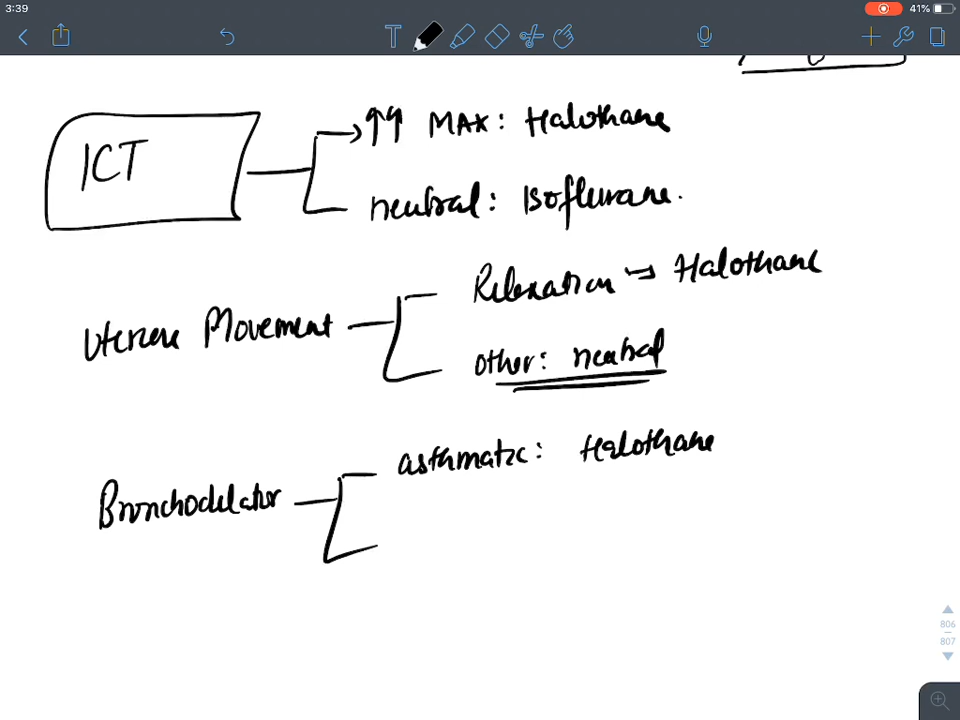 3:39
41%
T
ICT
→ ↑↑ MAX: Halothane
neutral: Isoflurane.
Uterine Movement
Relaxation → Halothane
other: neutral
Bronchodilator
asthmatic: Halothane
806
807